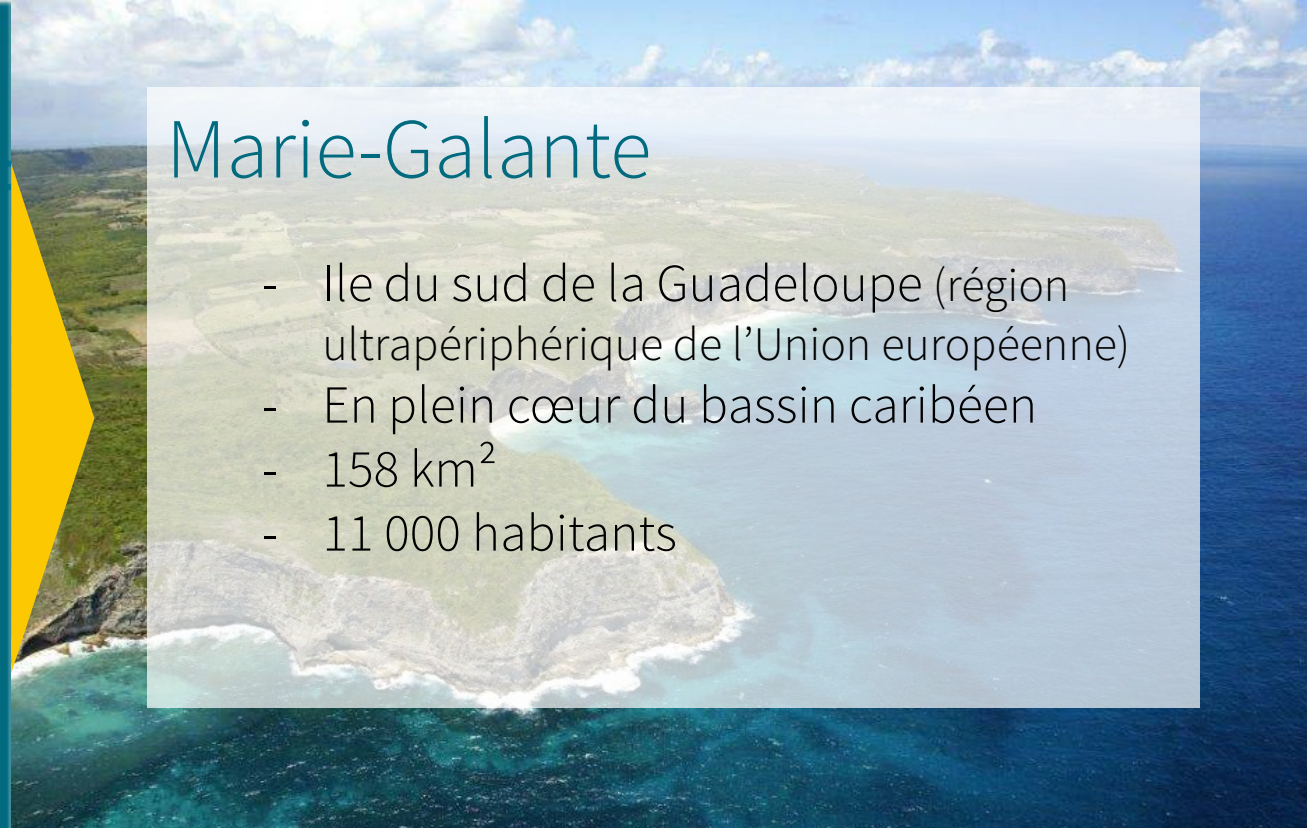 Marie-Galante
- Ile du sud de la Guadeloupe (région
ultrapériphérique de l’Union européenne)
- En plein cœur du bassin caribéen
- 158 km²
- 11 000 habitants